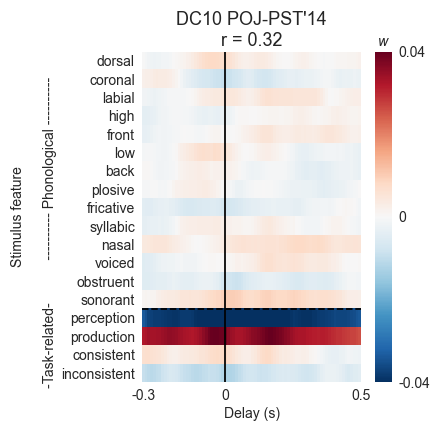 DC10 POJ-PST'14
r = 0.32
w
dorsal
coronal
labial
high
front
low
back
plosive
fricative
syllabic
nasal
voiced
obstruent
sonorant
perception
production
consistent
inconsistent
Stimulus feature
---------- Phonological ----------
-Task-related-
-0.3
0
0.5
Delay (s)
0.04
0
-0.04